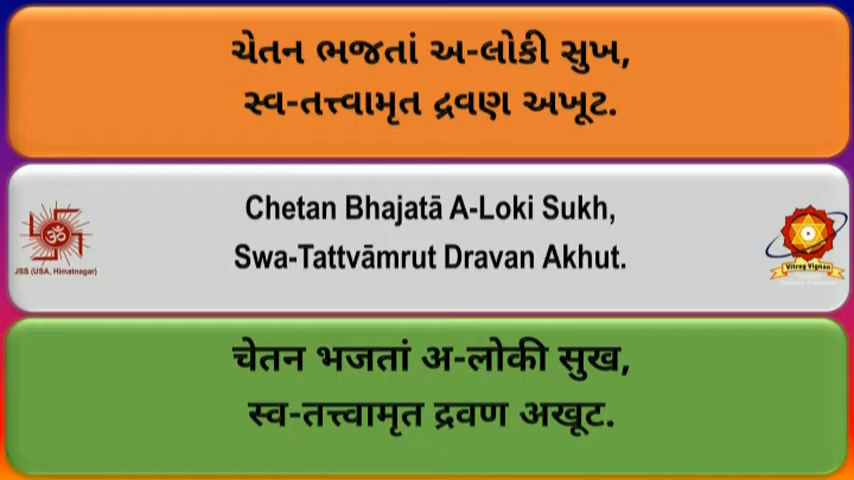 ચેતન ભજતાં અ-લોકી સુખ,
સ્વ-તત્ત્વામૃત દ્રવણ અખૂટ.
Chetan Bhajatā A-Loki Sukh,
Swa-Tattvāmrut Dravan Akhut.
ॐ
JSS (USA, Himatnagar)
Vitrag Vignan
चेतन भजतां अ-लोकी सुख,
स्व-तत्त्वामृत द्रवण अखूट.